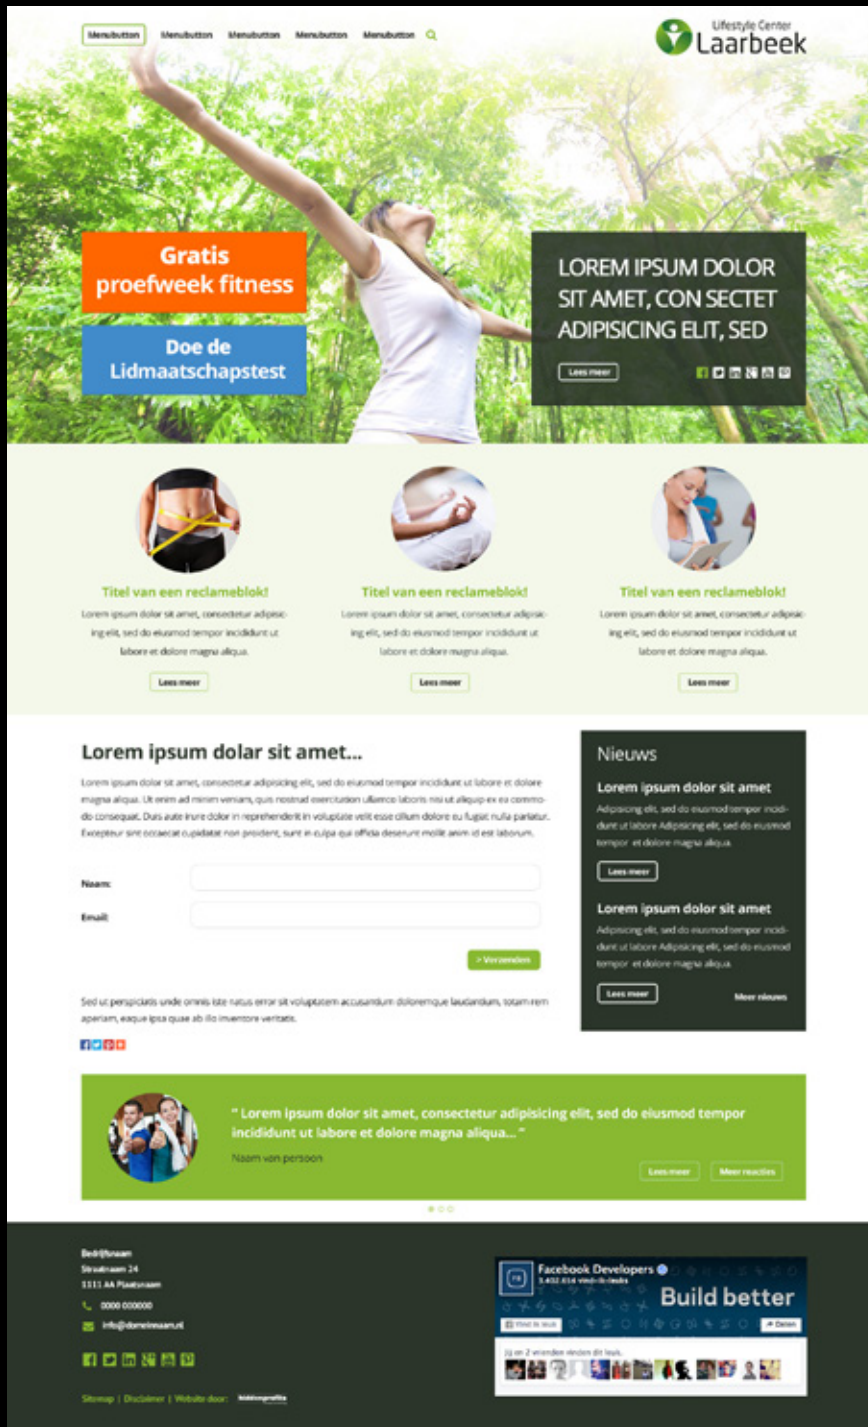 Menubutton Menubutton Menubutton Menubutton Menubutton
Lifestyle Center
Laarbeek
Gratis
proefweek fitness
Doe de
Lidmaatschapstest
LOREM IPSUM DOLOR
SIT AMET, CON SECTET
ADIPISICING ELIT, SED
Lees meer
Titel van een reclameblok!
Lorem ipsum dolor sit amet, consectetur adipisic-
ing elit, sed do eiusmod tempor incididunt ut
labore et dolore magna aliqua.
Lees meer
Titel van een reclameblok!
Lorem ipsum dolor sit amet, consectetur adipisic-
ing elit, sed do eiusmod tempor incididunt ut
labore et dolore magna aliqua.
Lees meer
Titel van een reclameblok!
Lorem ipsum dolor sit amet, consectetur adipisic-
ing elit, sed do eiusmod tempor incididunt ut
labore et dolore magna aliqua.
Lees meer
Lorem ipsum dolar sit amet...
Lorem ipsum dolor sit amet, consectetur adipisicing elit, sed do eiusmod tempor incididunt ut labore et dolore
magna aliqua. Ut enim ad minim veniam, quis nostrud exercitation ullamco laboris nisi ut aliquip ex ea commo-
do consequat. Duis aute irure dolor in reprehenderit in voluptate velit esse cillum dolore eu fugiat nulla pariatur.
Excepteur sint occaecat cupidatat non proident, sunt in culpa qui officia deserunt mollit anim id est laborum.
Naam:
Email:
> Verzenden
Sed ut perspiciatis unde omnis iste natus error sit voluptatem accusantium doloremque laudantium, totam rem
aperiam, eaque ipsa quae ab illo inventore veritatis.
Nieuws
Lorem ipsum dolor sit amet
Adipisicing elit, sed do eiusmod tempor incidi-
dunt ut labore Adipisicing elit, sed do eiusmod
tempor et dolore magna aliqua.
Lees meer
Lorem ipsum dolor sit amet
Adipisicing elit, sed do eiusmod tempor incidi-
dunt ut labore Adipisicing elit, sed do eiusmod
tempor et dolore magna aliqua.
Lees meer Meer nieuws
" Lorem ipsum dolor sit amet, consectetur adipisicing elit, sed do eiusmod tempor
incididunt ut labore et dolore magna aliqua... "
Naam van persoon
Lees meer Meer reacties
Bedrijfsnaam
Straatnaam 24
1111 AA Plaatsnaam
0000 000000
info@domeinnaam.nl
Sitemap | Disclaimer | Website door:
Facebook Developers
3.402.616 vind-ik-leuks
Build better
Vind ik leuk
Delen
Jij en 2 vrienden vinden dit leuk.